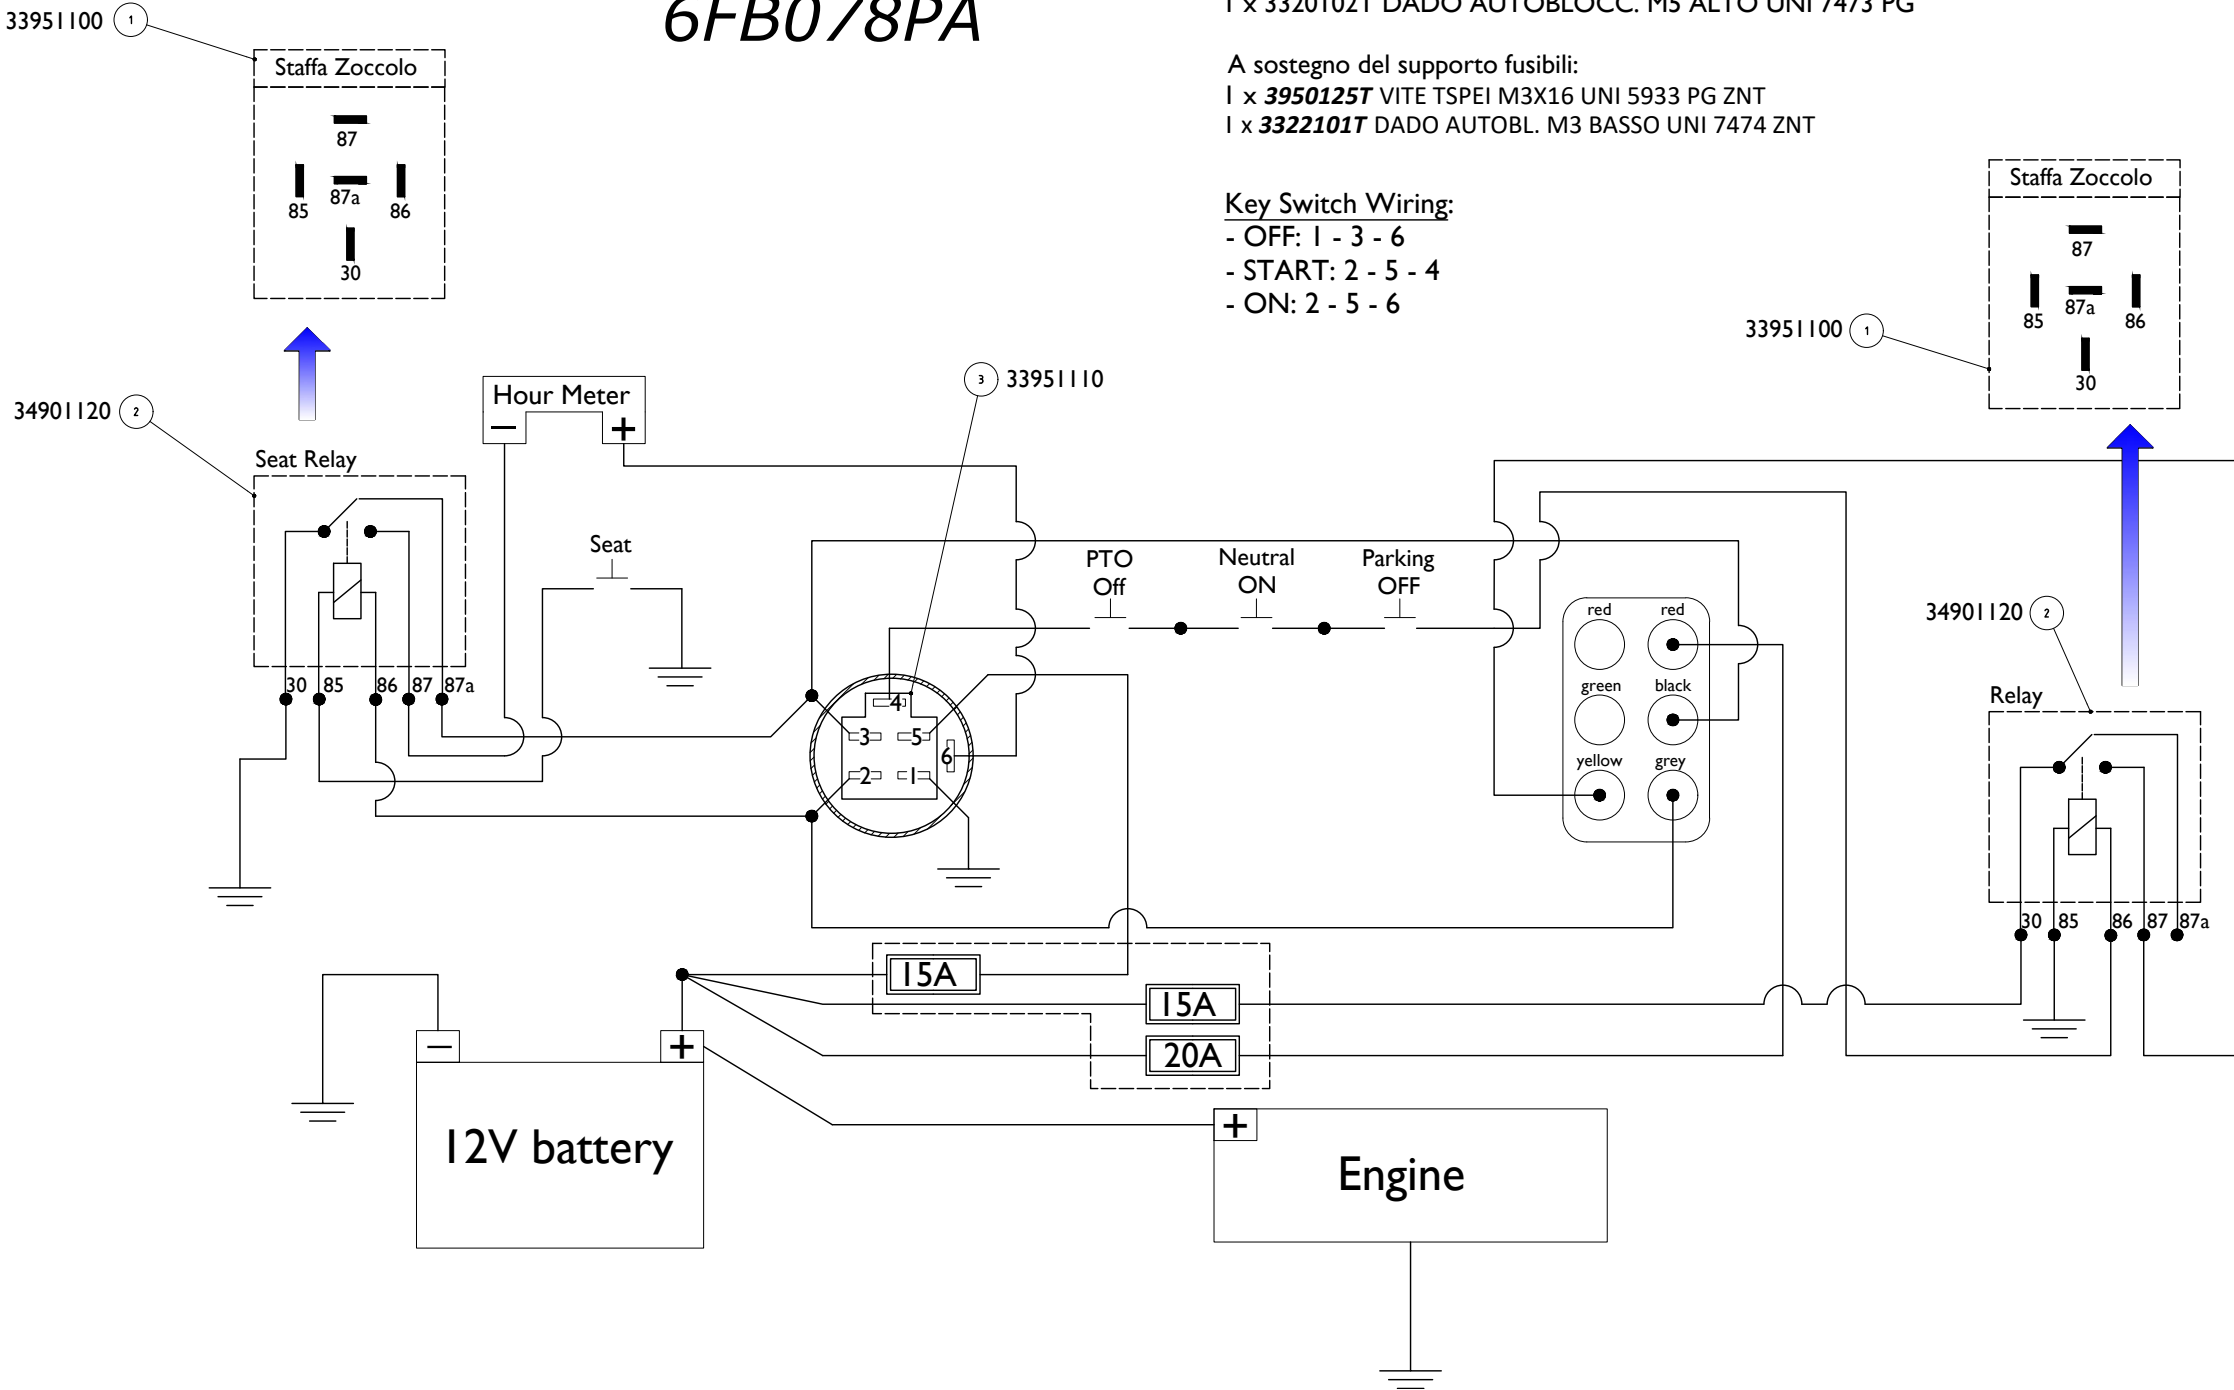 6FB078PA
1 x 3320102T DADO AUTOBLOCC. M5 ALTO UNI 7473 PG
A sostegno del supporto fusibili:
1 x 3950125T VITE TSPEI M3X16 UNI 5933 PG ZNT
1 x 3322101T DADO AUTOBL. M3 BASSO UNI 7474 ZNT
Key Switch Wiring:
- OFF: 1 - 3 - 6
- START: 2 - 5 - 4
- ON: 2 - 5 - 6
33951100 1
Staffa Zoccolo
87
85 87a 86
30
33951100 1
Staffa Zoccolo
87
85 87a 86
30
34901120 2
Seat Relay
30 85 86 87 87a
Hour Meter
− +
3 33951110
Seat
PTO
Off
Neutral
ON
Parking
OFF
4
3 5
6
2 1
red red
green black
yellow grey
34901120 2
Relay
30 85 86 87 87a
15A
15A
20A
− +
12V battery
+
Engine